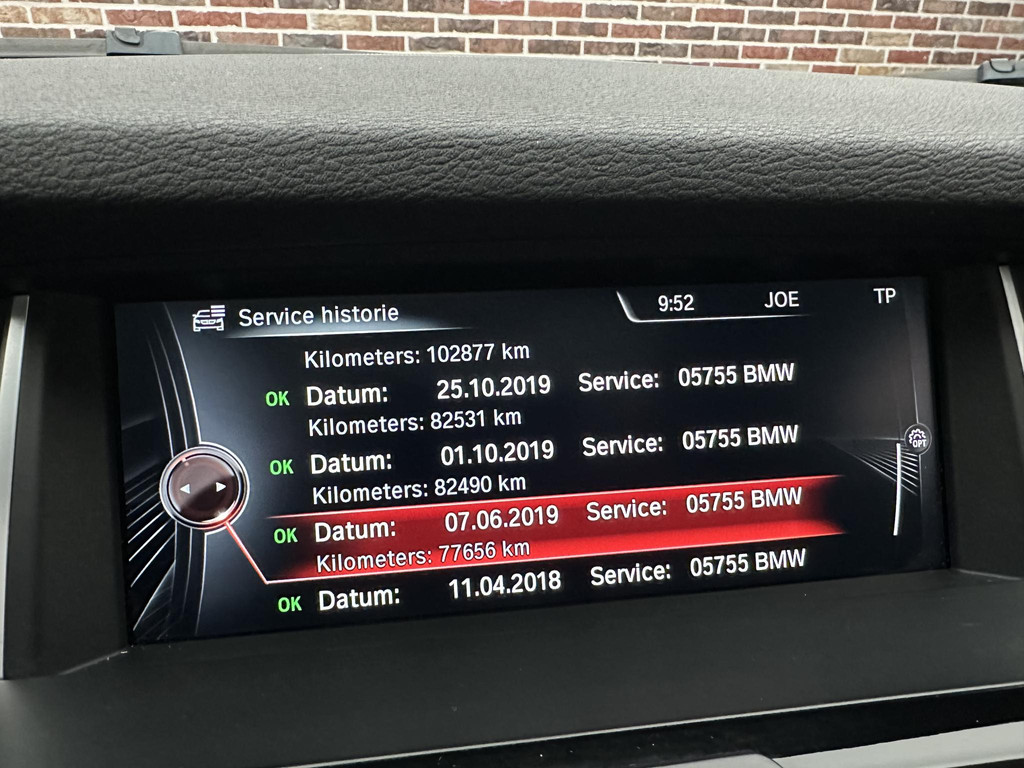 Service historie 9:52 JOE TP
Kilometers: 102877 km
OK Datum: 25.10.2019 Service: 05755 BMW
Kilometers: 82531 km
OK Datum: 01.10.2019 Service: 05755 BMW
OPT
Kilometers: 82490 km
OK Datum: 07.06.2019 Service: 05755 BMW
Kilometers: 77656 km
OK Datum: 11.04.2018 Service: 05755 BMW